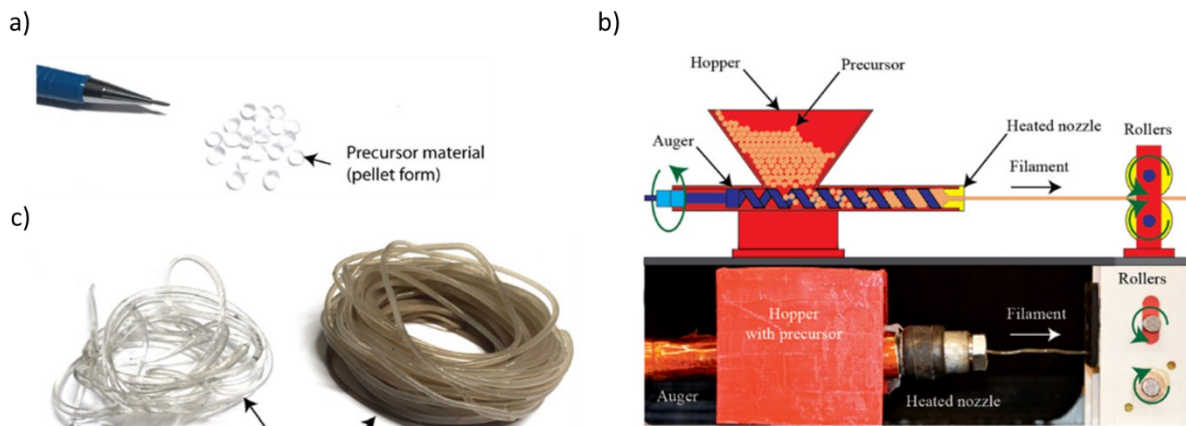 a)
Precursor material
(pellet form)
c)
b)
Hopper
Precursor
Auger
Heated nozzle
Rollers
Filament
Hopper
with precursor
Filament
Rollers
Auger
Heated nozzle